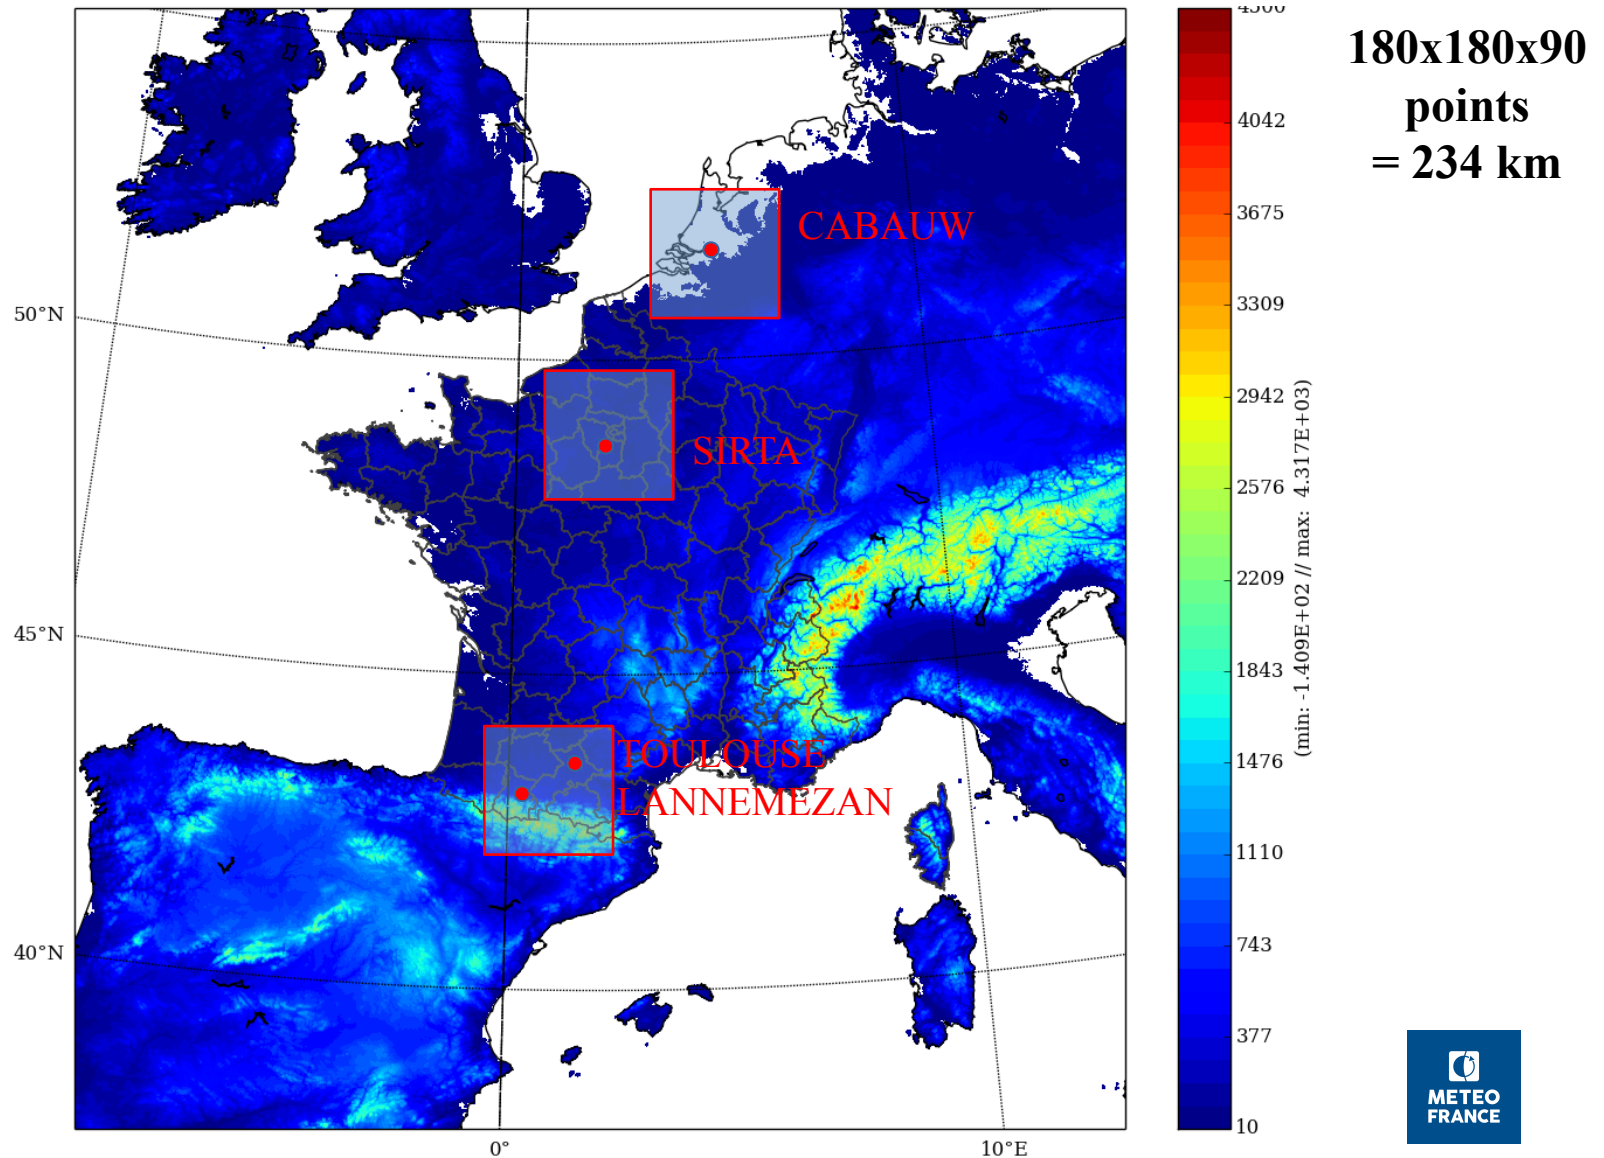 180x180x90
points
= 234 km
CABAUW
SIRTA
TOULOUSE
LANNEMEZAN
50°N
45°N
40°N
0°
10°E
4300
4042
3675
3309
2942
2576
2209
1843
1476
1110
743
377
10
(min: -1.409E+02 // max: 4.317E+03)
METEO
FRANCE